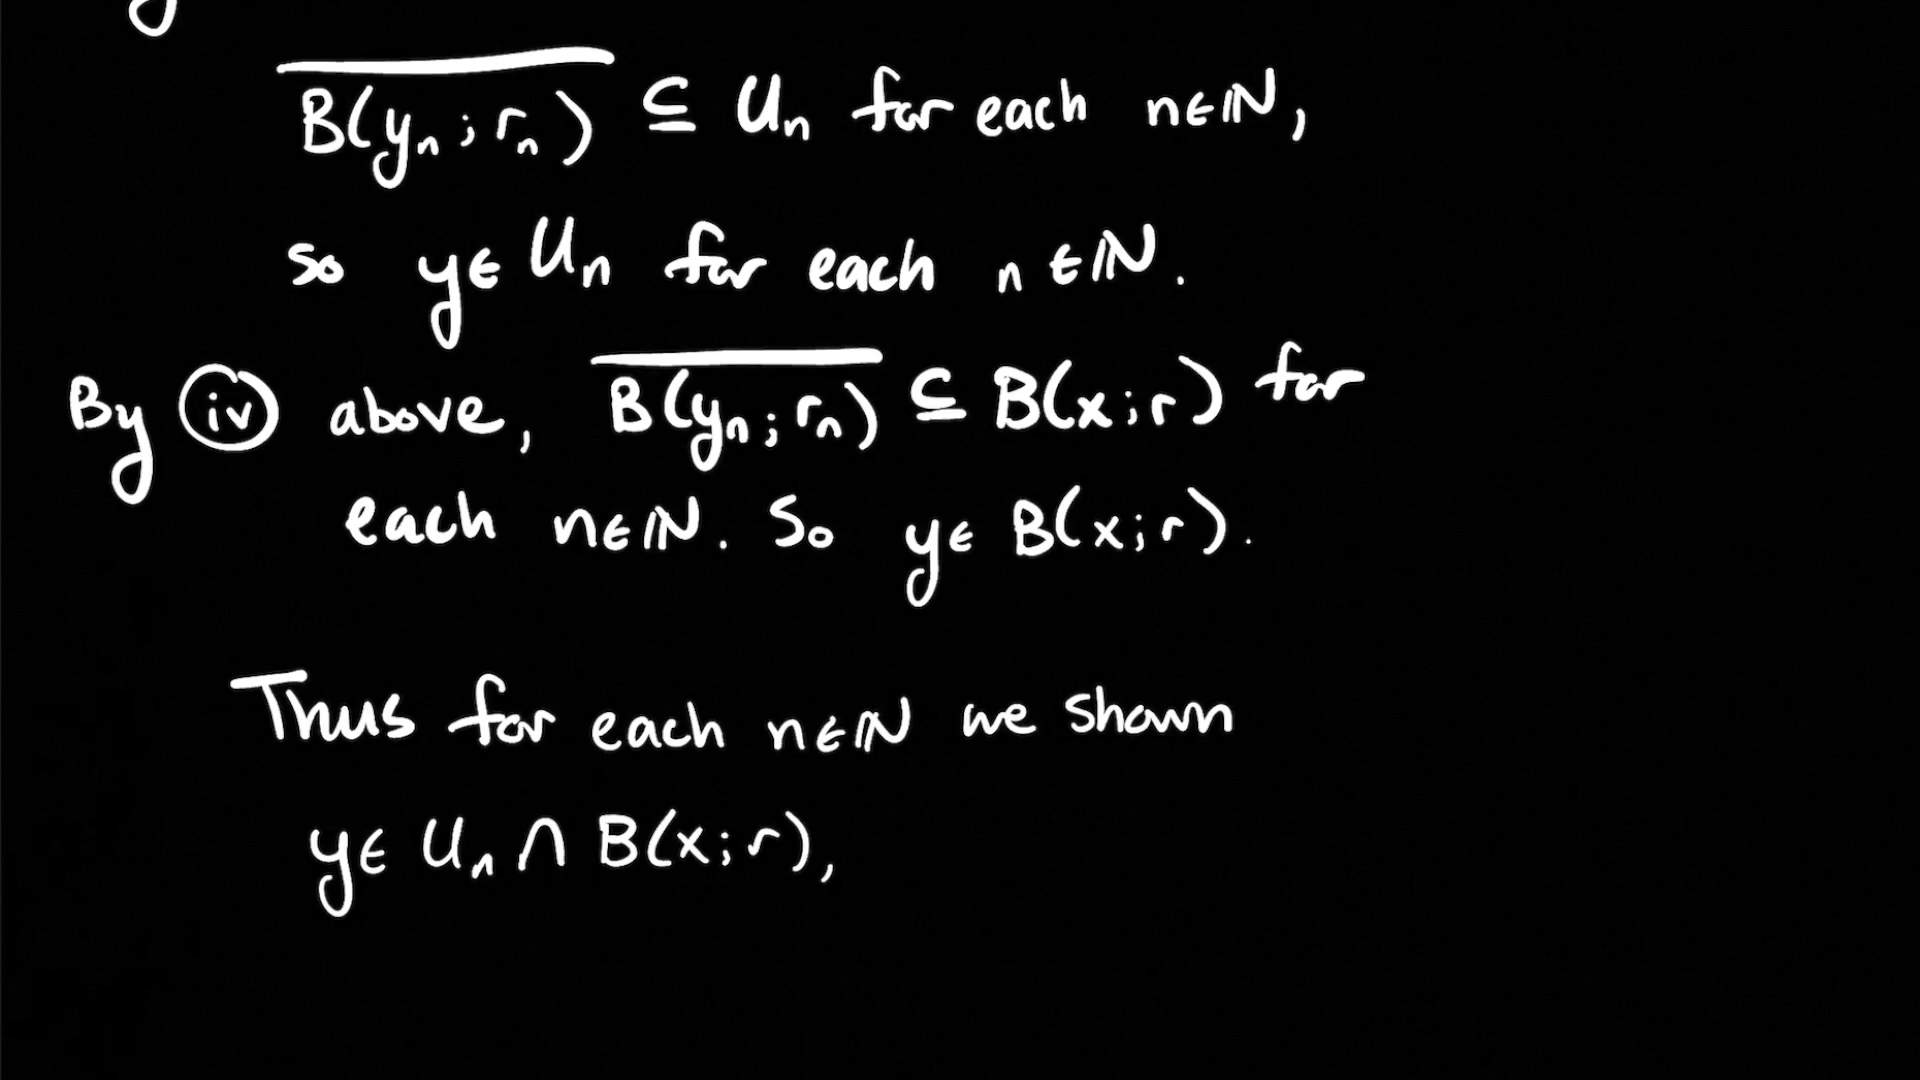 B(yₙ; rₙ)‾ ⊆ Uₙ for each n∈ℕ,
so y∈ Uₙ for each n∈ℕ.
By (iv) above, B(yₙ; rₙ)‾ ⊆ B(x;r) for
each n∈ℕ. So y∈ B(x;r).
Thus for each n∈ℕ we shown
y∈ Uₙ ∩ B(x;r),